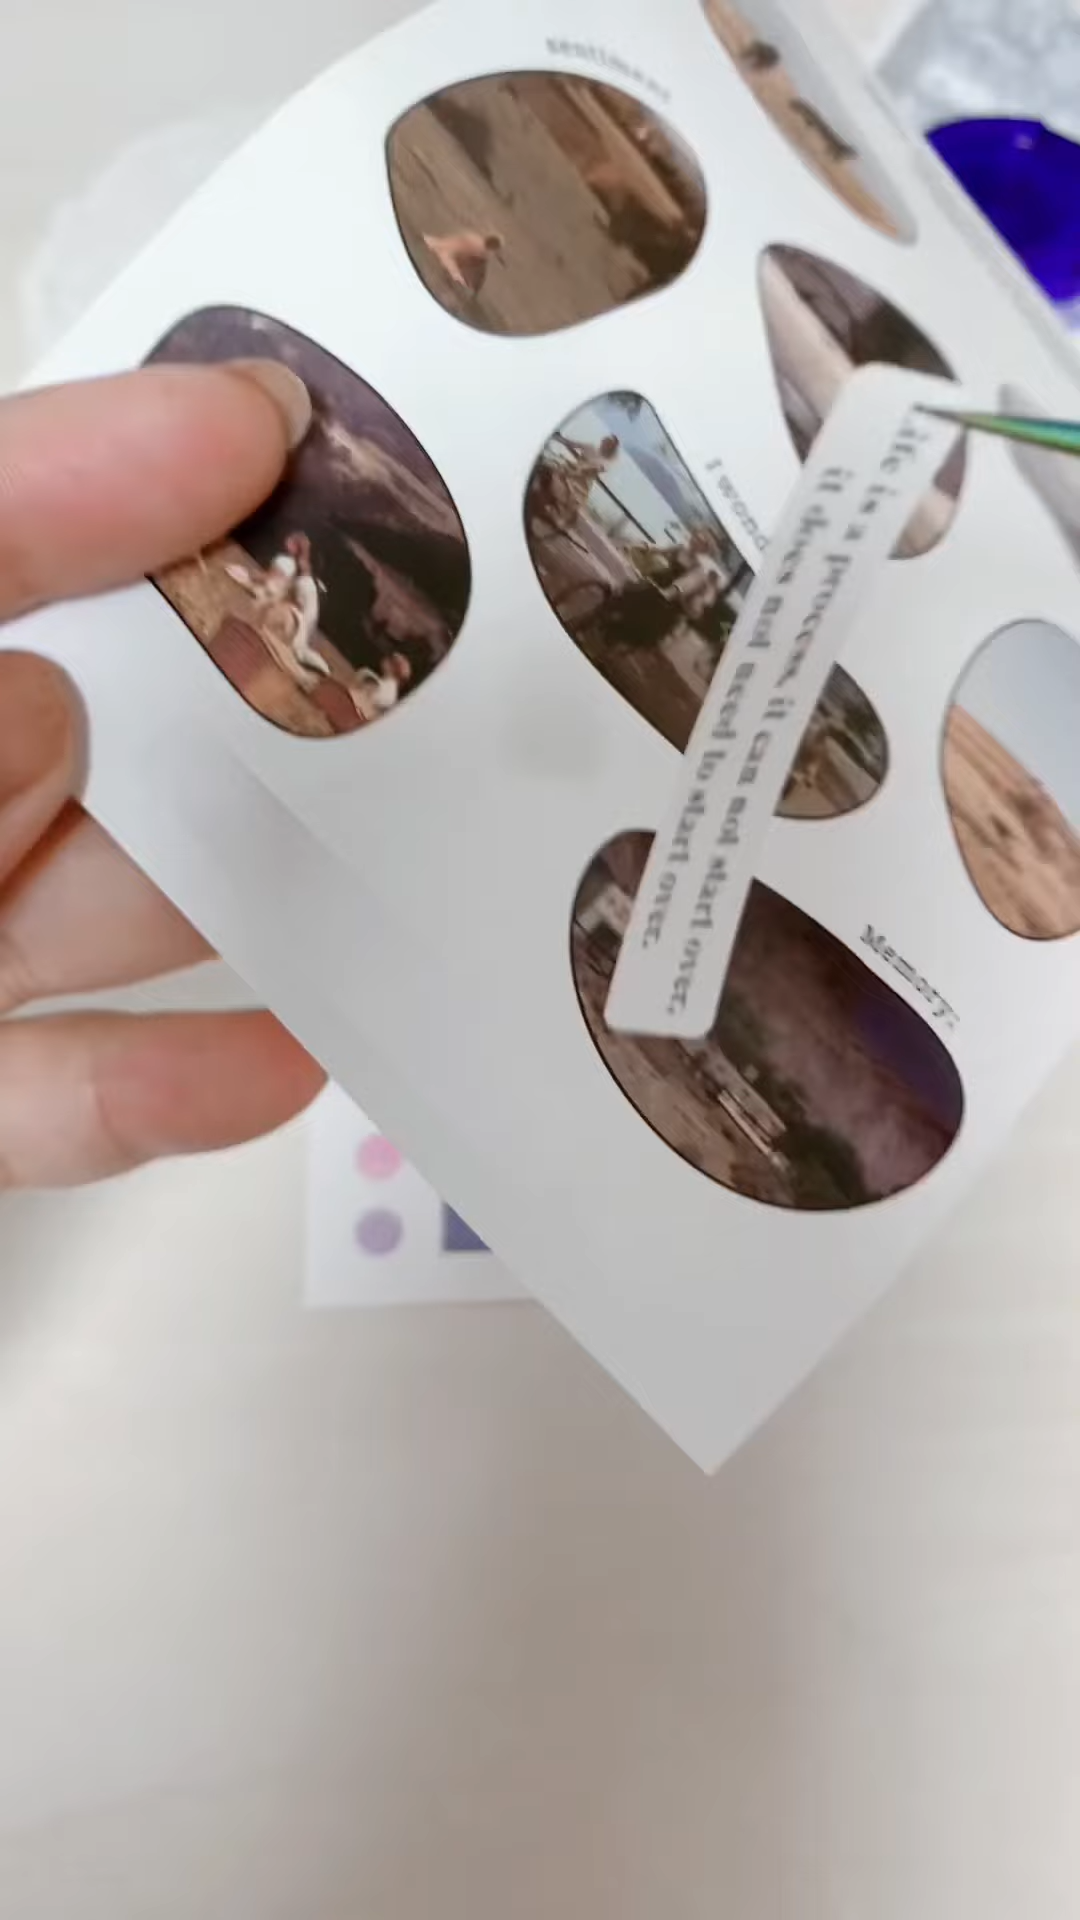 sentiment
Life is a process, it can not start over,
it does not need to start over.
Memory.